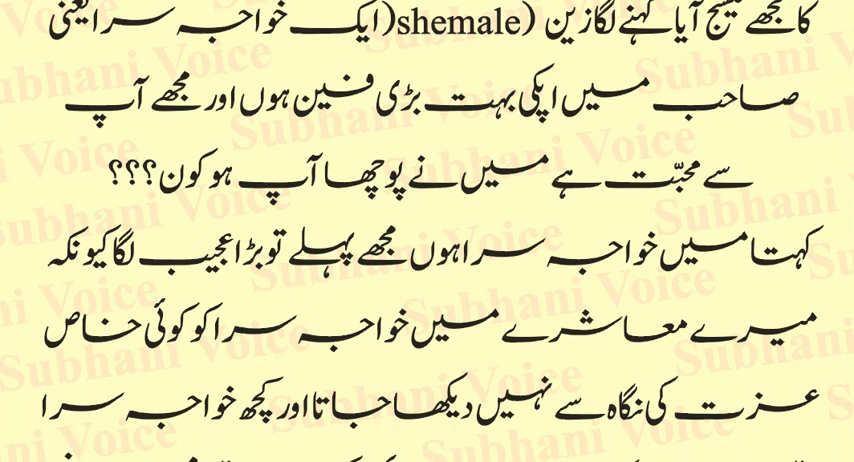 ایک خواجہ سرا یعنی (shemale) کا مجھے میسج آیا کہنے لگا زین
صاحب میں اپکی بہت بڑی فین ہوں اور مجھے آپ
سے محبّت ہے میں نے پوچھا آپ ہو کون؟؟؟
کہتا میں خواجہ سرا ہوں مجھے پہلے تو بڑا عجیب لگا کیونکہ
میرے معاشرے میں خواجہ سرا کو کوئی خاص
عزت کی نگاہ سے نہیں دیکھا جاتا اور کچھ خواجہ سرا
Subhani Voice